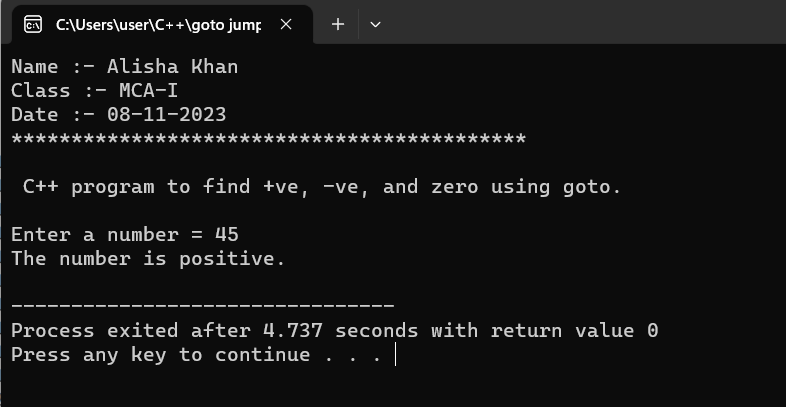 C:\Users\user\C++\goto jump
Name :- Alisha Khan
Class :- MCA-I
Date :- 08-11-2023
*******************************************
C++ program to find +ve, -ve, and zero using goto.
Enter a number = 45
The number is positive.
--------------------------------
Process exited after 4.737 seconds with return value 0
Press any key to continue . . .